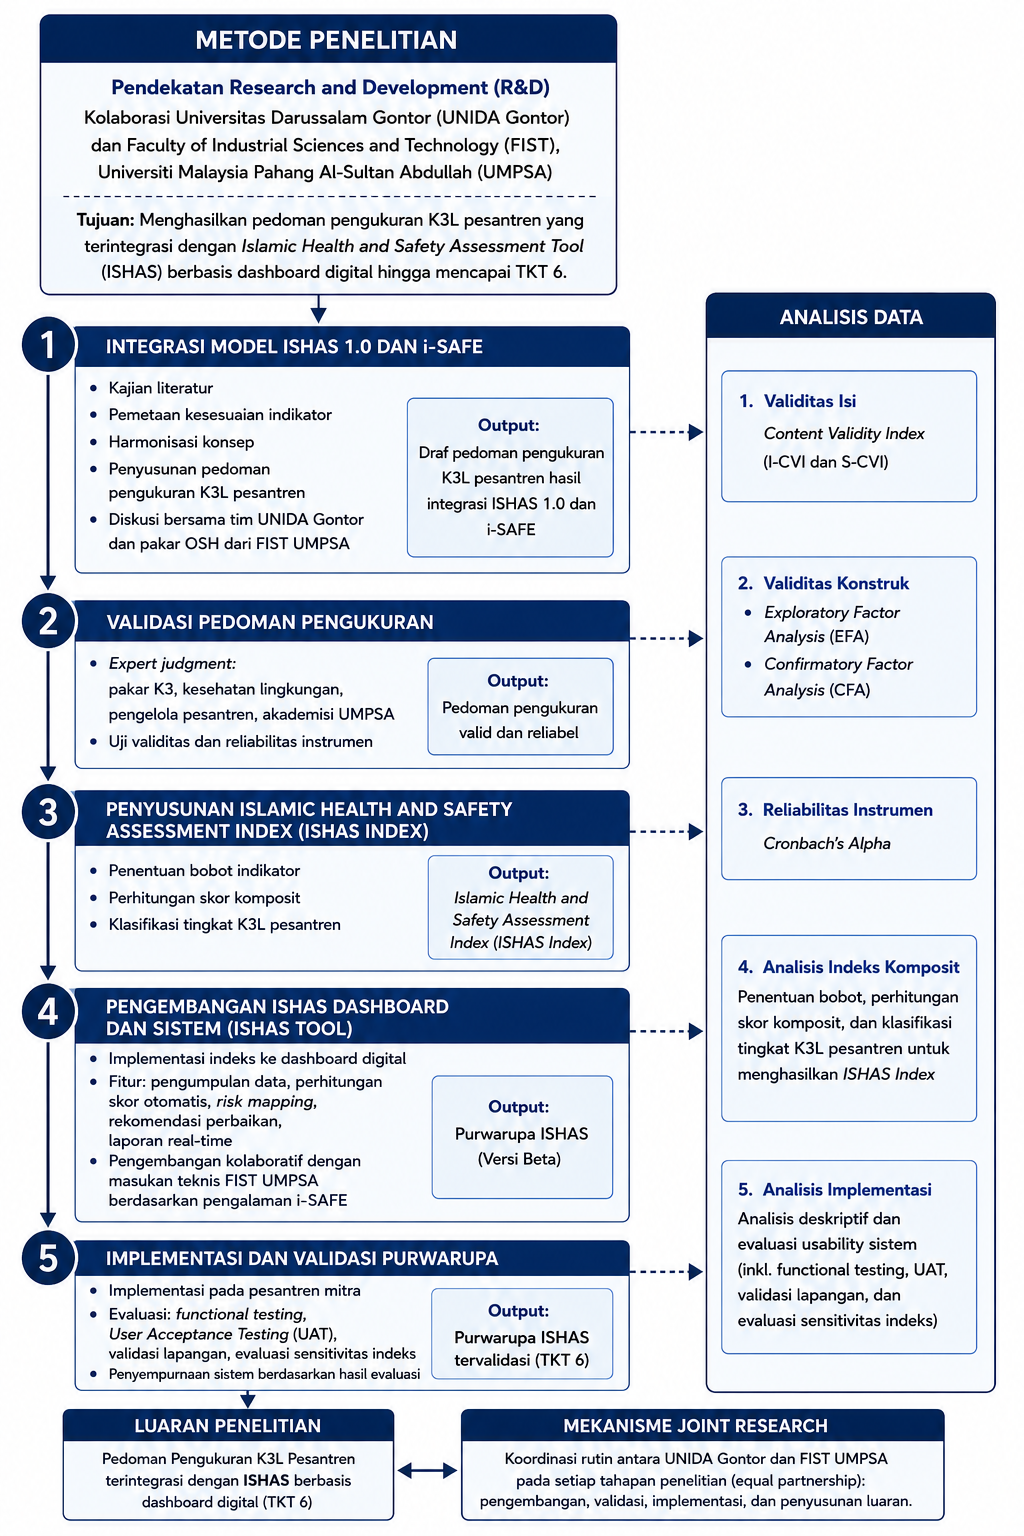 METODE PENELITIAN
Pendekatan Research and Development (R&D)
Kolaborasi Universitas Darussalam Gontor (UNIDA Gontor)
dan Faculty of Industrial Sciences and Technology (FIST),
Universiti Malaysia Pahang Al-Sultan Abdullah (UMPSA)
Tujuan: Menghasilkan pedoman pengukuran K3L pesantren yang
terintegrasi dengan Islamic Health and Safety Assessment Tool
(ISHAS) berbasis dashboard digital hingga mencapai TKT 6.
1
INTEGRASI MODEL ISHAS 1.0 DAN i-SAFE
• Kajian literatur
• Pemetaan kesesuaian indikator
• Harmonisasi konsep
• Penyusunan pedoman
pengukuran K3L pesantren
• Diskusi bersama tim UNIDA Gontor
dan pakar OSH dari FIST UMPSA
Output:
Draf pedoman pengukuran
K3L pesantren hasil
integrasi ISHAS 1.0 dan
i-SAFE
2
VALIDASI PEDOMAN PENGUKURAN
• Expert judgment:
pakar K3, kesehatan lingkungan,
pengelola pesantren, akademisi UMPSA
• Uji validitas dan reliabilitas instrumen
Output:
Pedoman pengukuran
valid dan reliabel
3
PENYUSUNAN ISLAMIC HEALTH AND SAFETY
ASSESSMENT INDEX (ISHAS INDEX)
• Penentuan bobot indikator
• Perhitungan skor komposit
• Klasifikasi tingkat K3L pesantren
Output:
Islamic Health and
Safety Assessment
Index (ISHAS Index)
4
PENGEMBANGAN ISHAS DASHBOARD
DAN SISTEM (ISHAS TOOL)
• Implementasi indeks ke dashboard digital
• Fitur: pengumpulan data, perhitungan
skor otomatis, risk mapping,
rekomendasi perbaikan,
laporan real-time
• Pengembangan kolaboratif dengan
masukan teknis FIST UMPSA
berdasarkan pengalaman i-SAFE
Output:
Purwarupa ISHAS
(Versi Beta)
5
IMPLEMENTASI DAN VALIDASI PURWARUPA
• Implementasi pada pesantren mitra
• Evaluasi: functional testing,
User Acceptance Testing (UAT),
validasi lapangan, evaluasi sensitivitas indeks
• Penyempurnaan sistem berdasarkan hasil evaluasi
Output:
Purwarupa ISHAS
tervalidasi (TKT 6)
ANALISIS DATA
1. Validitas Isi
Content Validity Index
(I-CVI dan S-CVI)
2. Validitas Konstruk
• Exploratory Factor
Analysis (EFA)
• Confirmatory Factor
Analysis (CFA)
3. Reliabilitas Instrumen
Cronbach's Alpha
4. Analisis Indeks Komposit
Penentuan bobot, perhitungan
skor komposit, dan klasifikasi
tingkat K3L pesantren untuk
menghasilkan ISHAS Index
5. Analisis Implementasi
Analisis deskriptif dan
evaluasi usability sistem
(inkl. functional testing, UAT,
validasi lapangan, dan
evaluasi sensitivitas indeks)
LUARAN PENELITIAN
Pedoman Pengukuran K3L Pesantren
terintegrasi dengan ISHAS berbasis
dashboard digital (TKT 6)
MEKANISME JOINT RESEARCH
Koordinasi rutin antara UNIDA Gontor dan FIST UMPSA
pada setiap tahapan penelitian (equal partnership):
pengembangan, validasi, implementasi, dan penyusunan luaran.